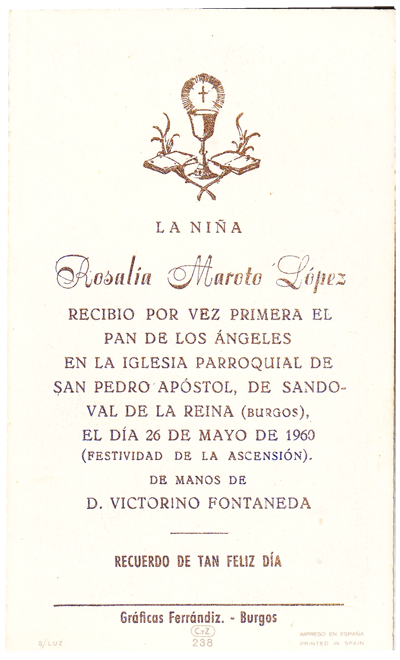 LA NIÑA
Rosalía Maroto López
RECIBIO POR VEZ PRIMERA EL
PAN DE LOS ÁNGELES
EN LA IGLESIA PARROQUIAL DE
SAN PEDRO APÓSTOL, DE SANDO-
VAL DE LA REINA (BURGOS),
EL DÍA 26 DE MAYO DE 1960
(FESTIVIDAD DE LA ASCENSIÓN).
DE MANOS DE
D. VICTORINO FONTANEDA
RECUERDO DE TAN FELIZ DÍA
Gráficas Ferrándiz. - Burgos
S/LUZ
CyZ
238
IMPRESO EN ESPAÑA
PRINTED IN SPAIN